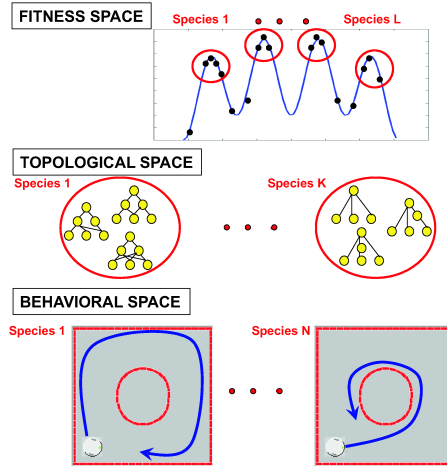 FITNESS SPACE
Species 1
Species L
TOPOLOGICAL SPACE
Species 1
Species K
BEHAVIORAL SPACE
Species 1
Species N